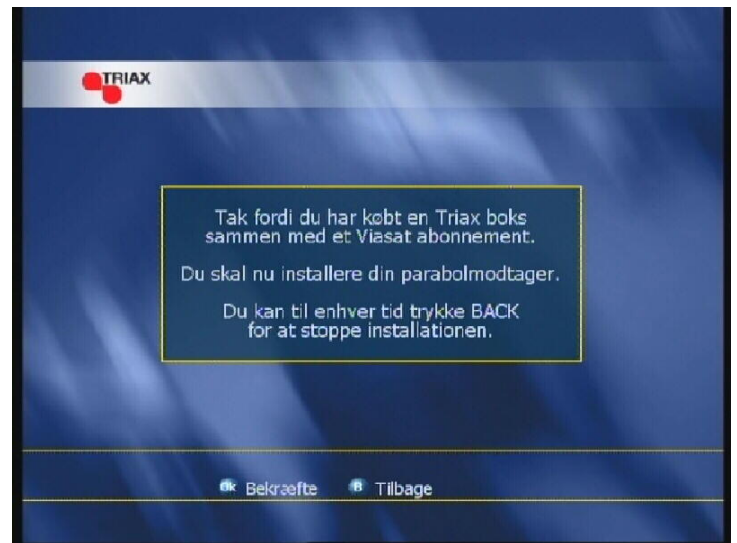 TRIAX
Tak fordi du har købt en Triax boks
sammen med et Viasat abonnement.
Du skal nu installere din parabolmodtager.
Du kan til enhver tid trykke BACK
for at stoppe installationen.
Ok Bekræfte B Tilbage